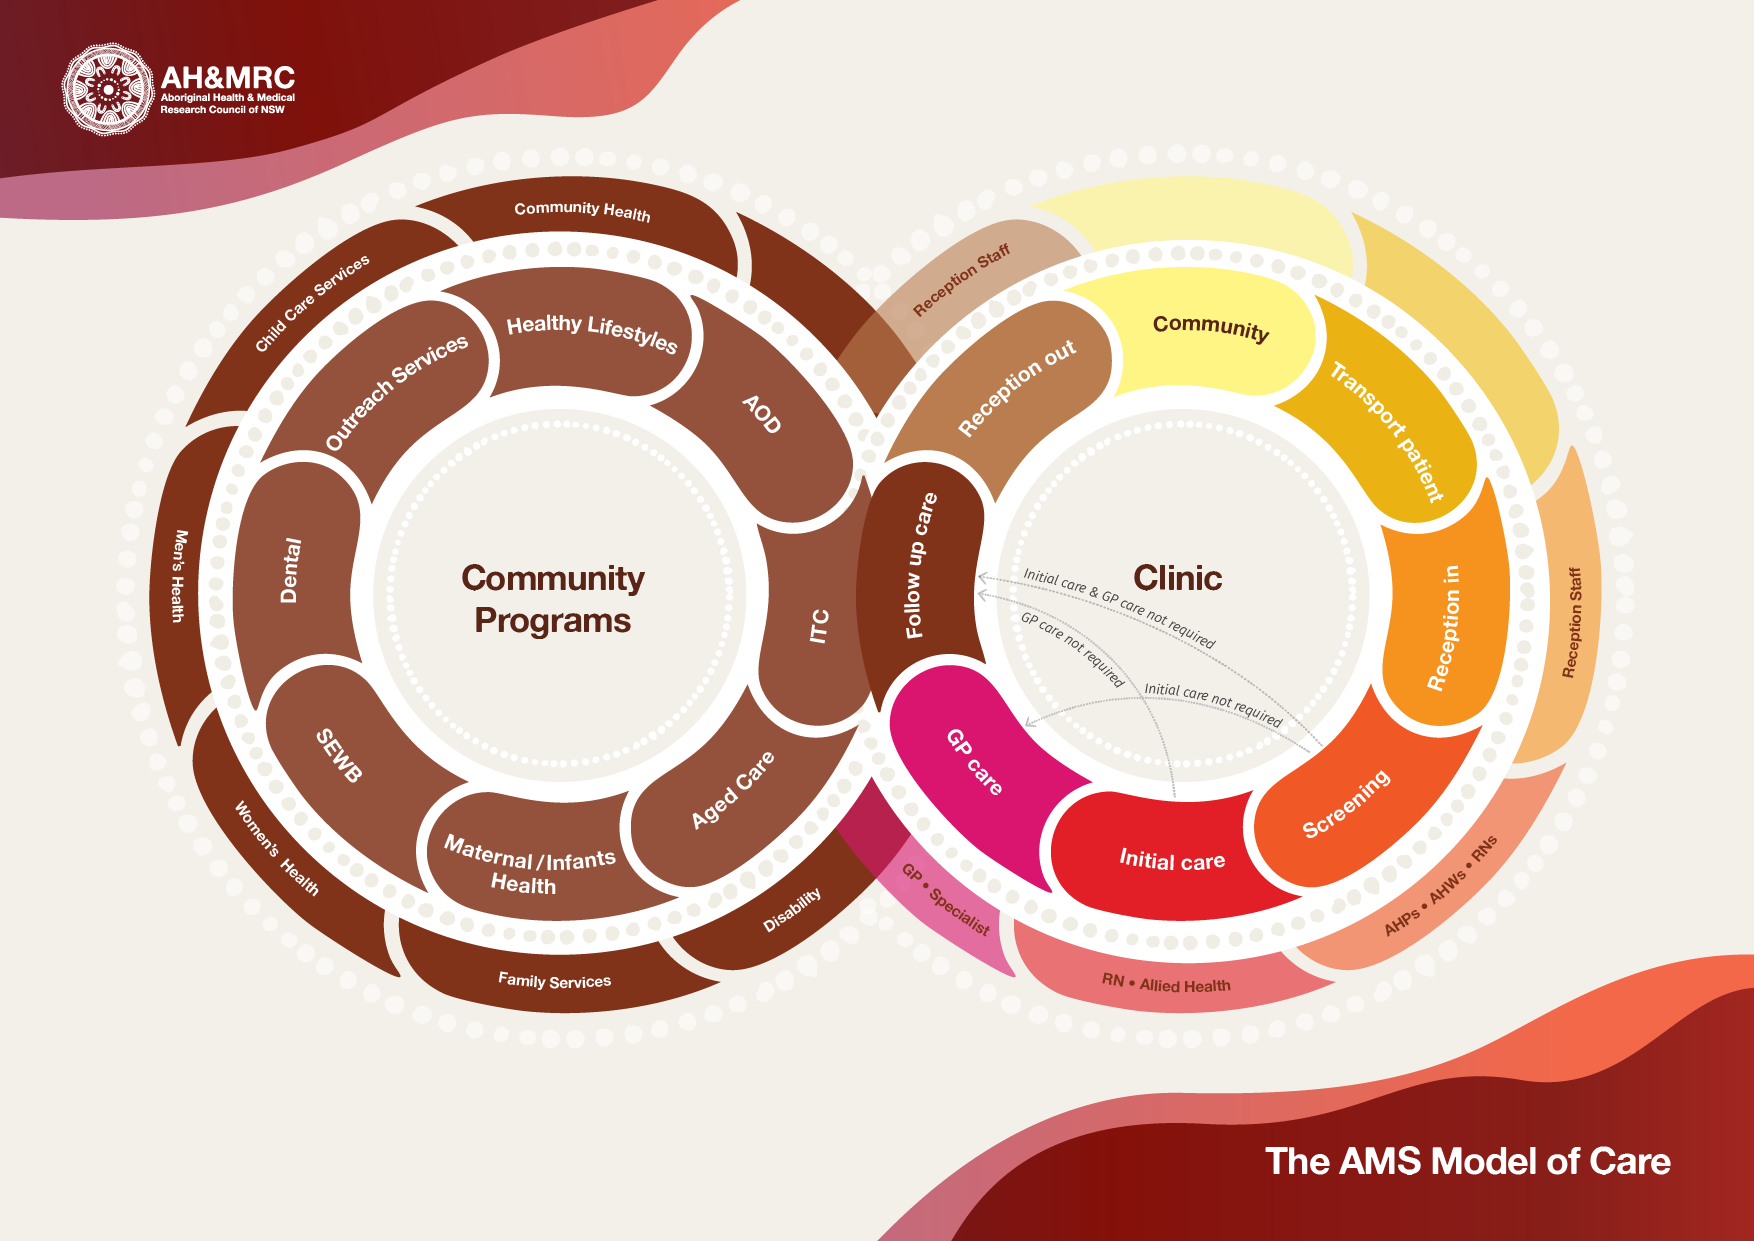 AH&MRC
Aboriginal Health & Medical
Research Council of NSW
Community Health
Child Care Services
Men's Health
Women's Health
Family Services
Disability
Healthy Lifestyles
AOD
Outreach Services
Dental
SEWB
Maternal / Infants
Health
Aged Care
ITC
Community
Programs
Follow up care
Reception Staff
Reception out
Community
Transport patient
Reception in
Reception Staff
Screening
AHPs • AHWs • RNs
Initial care
RN • Allied Health
GP care
GP • Specialist
Clinic
Initial care & GP care not required
GP care not required
Initial care not required
The AMS Model of Care